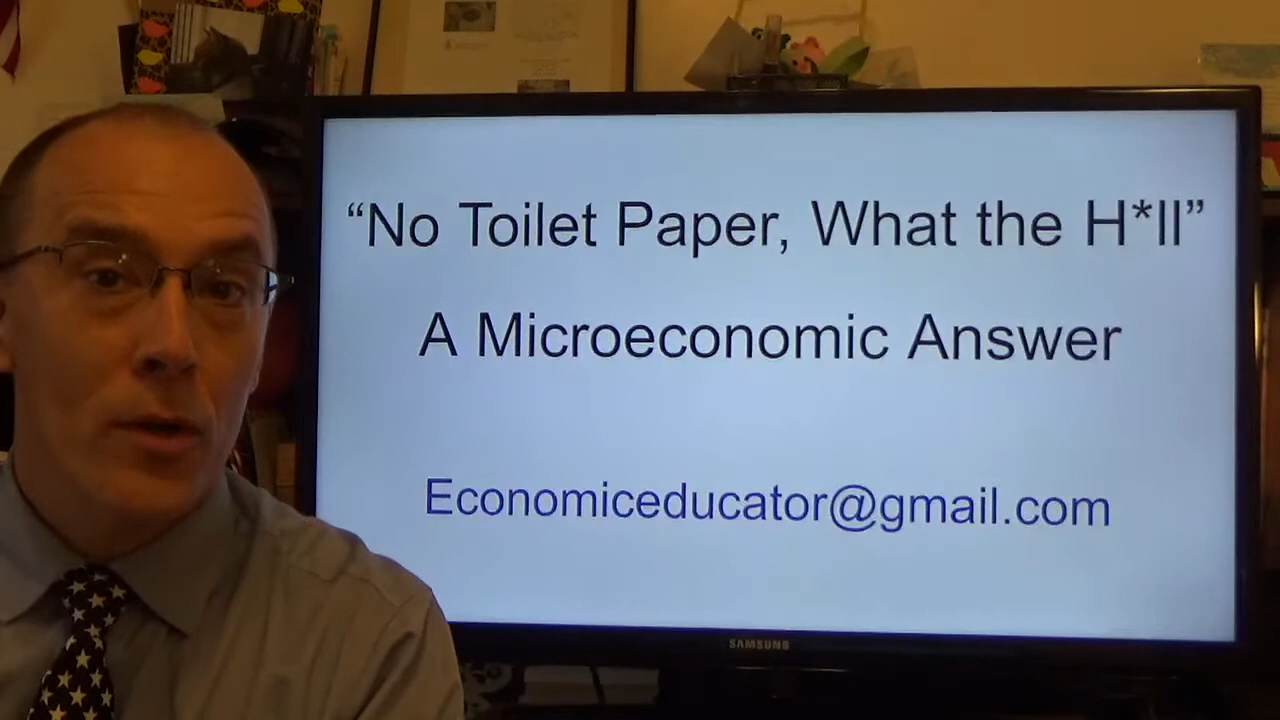 “No Toilet Paper, What the H*ll”
A Microeconomic Answer
Economiceducator@gmail.com
SAMSUNG